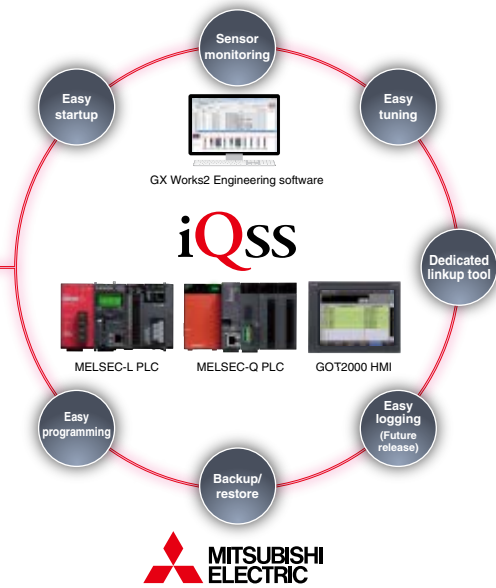 Sensor
monitoring
Easy
startup
Easy
tuning
GX Works2 Engineering software
iQss
Dedicated
linkup tool
MELSEC-L PLC
MELSEC-Q PLC
GOT2000 HMI
Easy
programming
Easy
logging
(Future
release)
Backup/
restore
MITSUBISHI
ELECTRIC